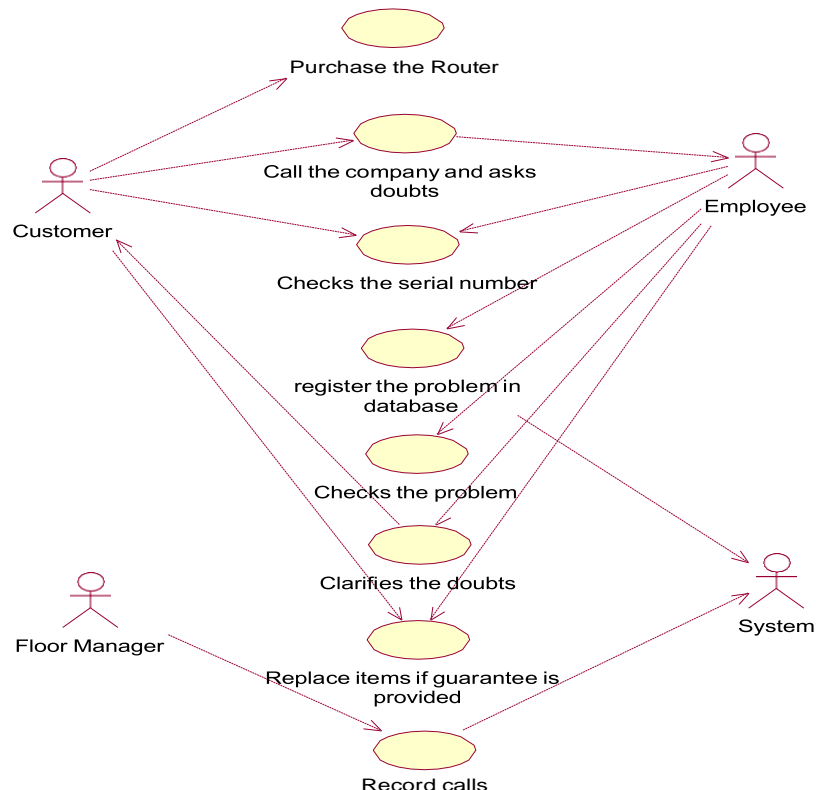 Purchase the Router
Call the company and asks
doubts
Customer
Employee
Checks the serial number
register the problem in
database
Checks the problem
Clarifies the doubts
Floor Manager
System
Replace items if guarantee is
provided
Record calls